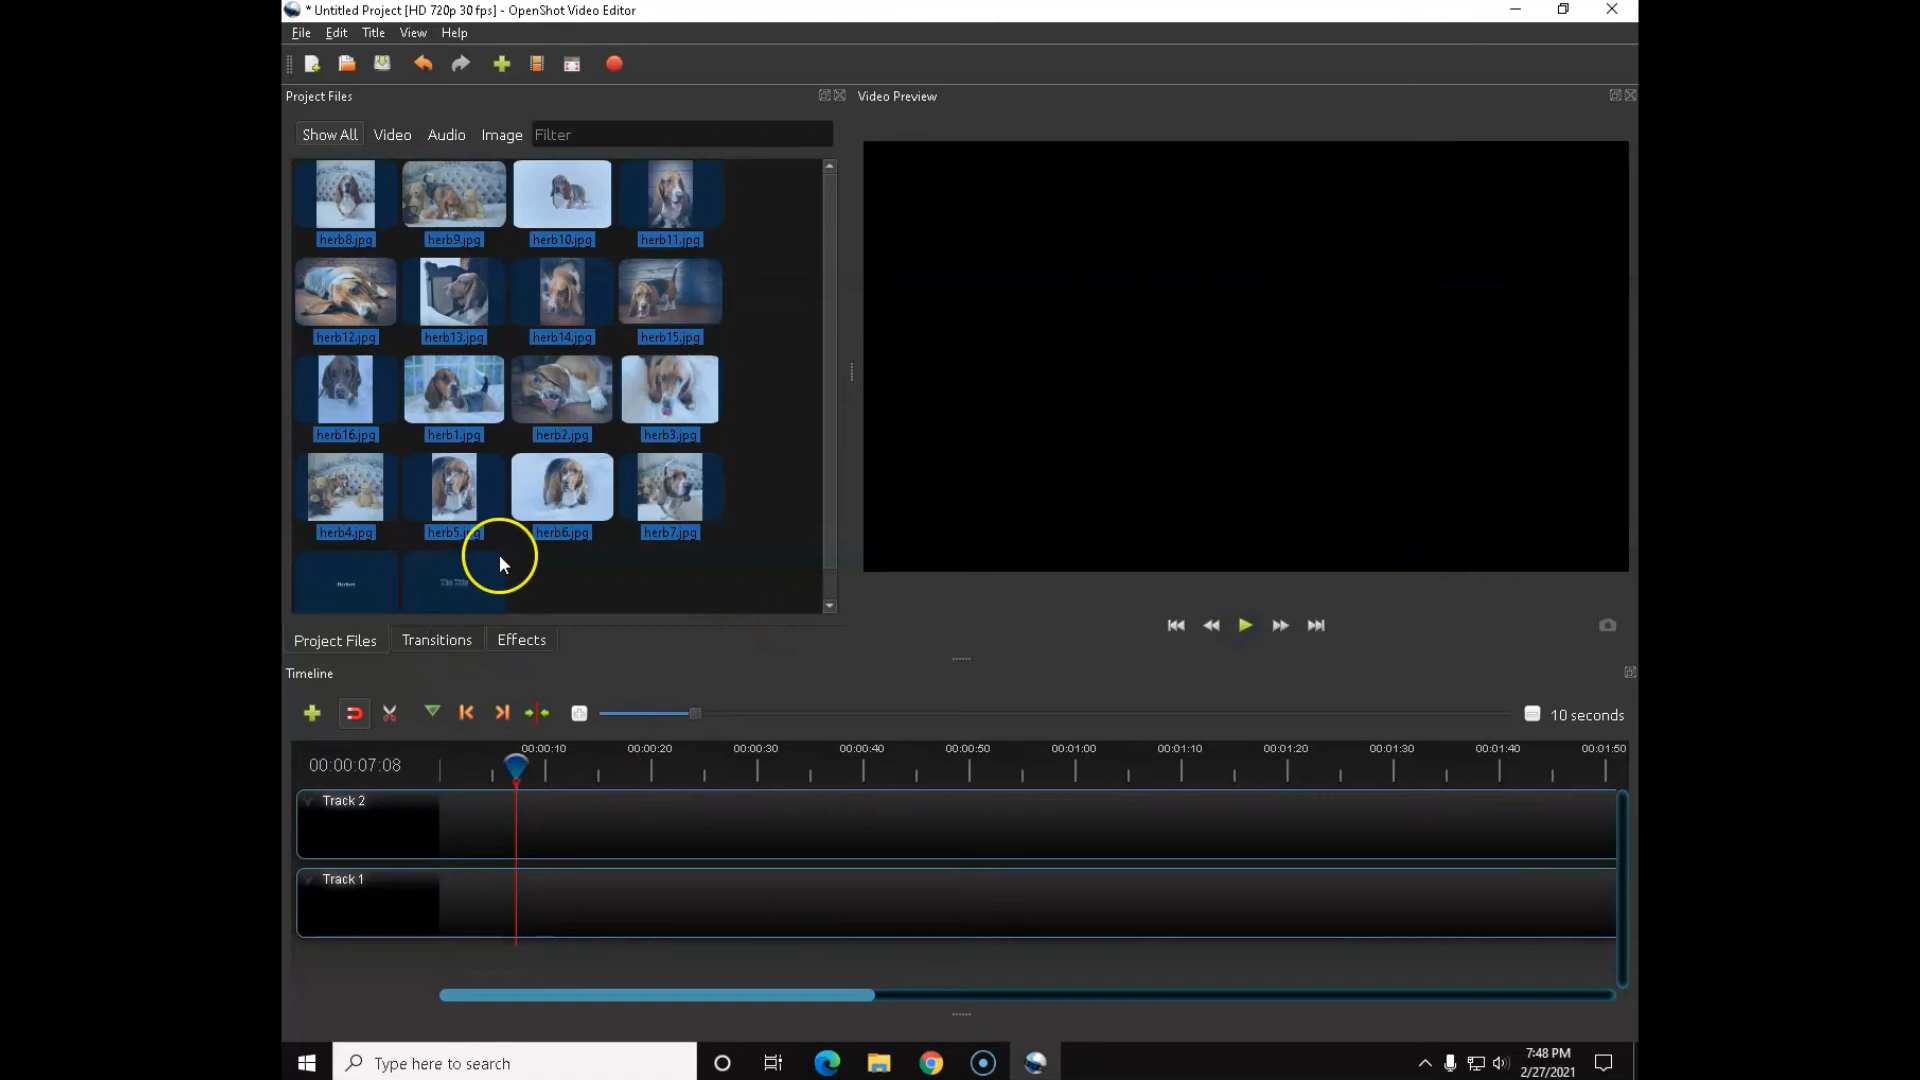 * Untitled Project [HD 720p 30 fps] - OpenShot Video Editor
File Edit Title View Help
Project Files
Video Preview
Show All Video Audio Image Filter
herb8.jpg herb9.jpg herb10.jpg herb11.jpg
herb12.jpg herb13.jpg herb14.jpg herb15.jpg
herb16.jpg herb1.jpg herb2.jpg herb3.jpg
herb4.jpg herb5.jpg herb6.jpg herb7.jpg
Herbert The Title
Project Files Transitions Effects
Timeline
10 seconds
00:00:07:08
00:00:10 00:00:20 00:00:30 00:00:40 00:00:50 00:01:00 00:01:10 00:01:20 00:01:30 00:01:40 00:01:50
Track 2
Track 1
Type here to search
7:48 PM
2/27/2021